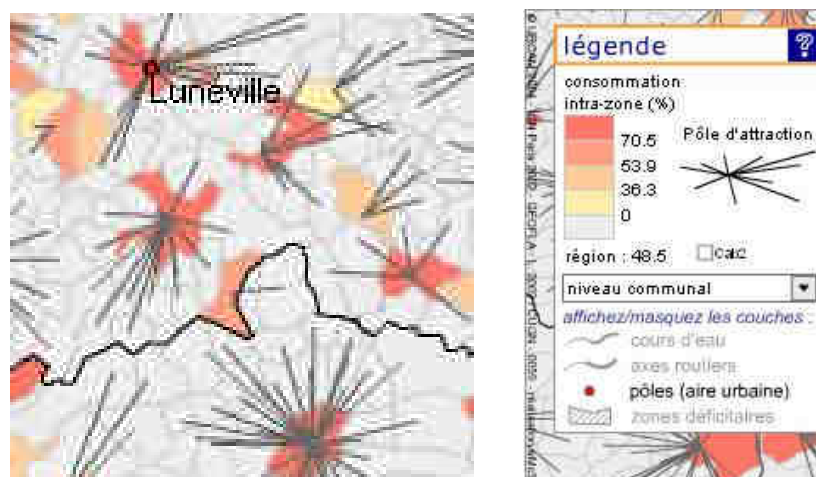 Luneville
légende ?
consommation
intra-zone (%)
70.5
Pôle d'attraction
53.9
36.3
0
région : 48.5
niveau communal
affichez/masquez les couches :
cours d'eau
axes routiers
pôles (aire urbaine)
zones déficitaires